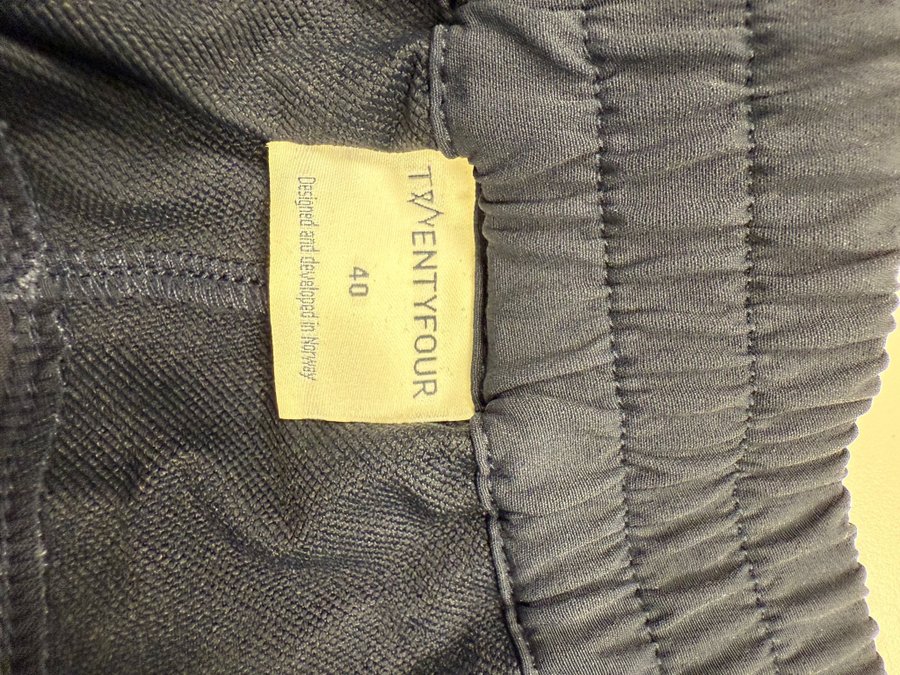 TWENTYFOUR
40
Designed and developed in Norway